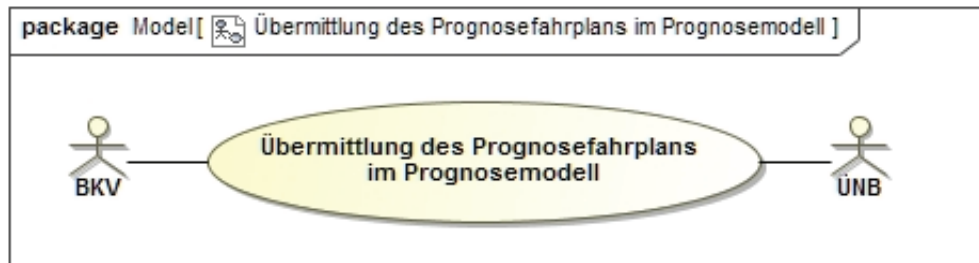 package Model[ Übermittlung des Prognosefahrplans im Prognosemodell ]
Übermittlung des Prognosefahrplans
im Prognosemodell
BKV
ÜNB